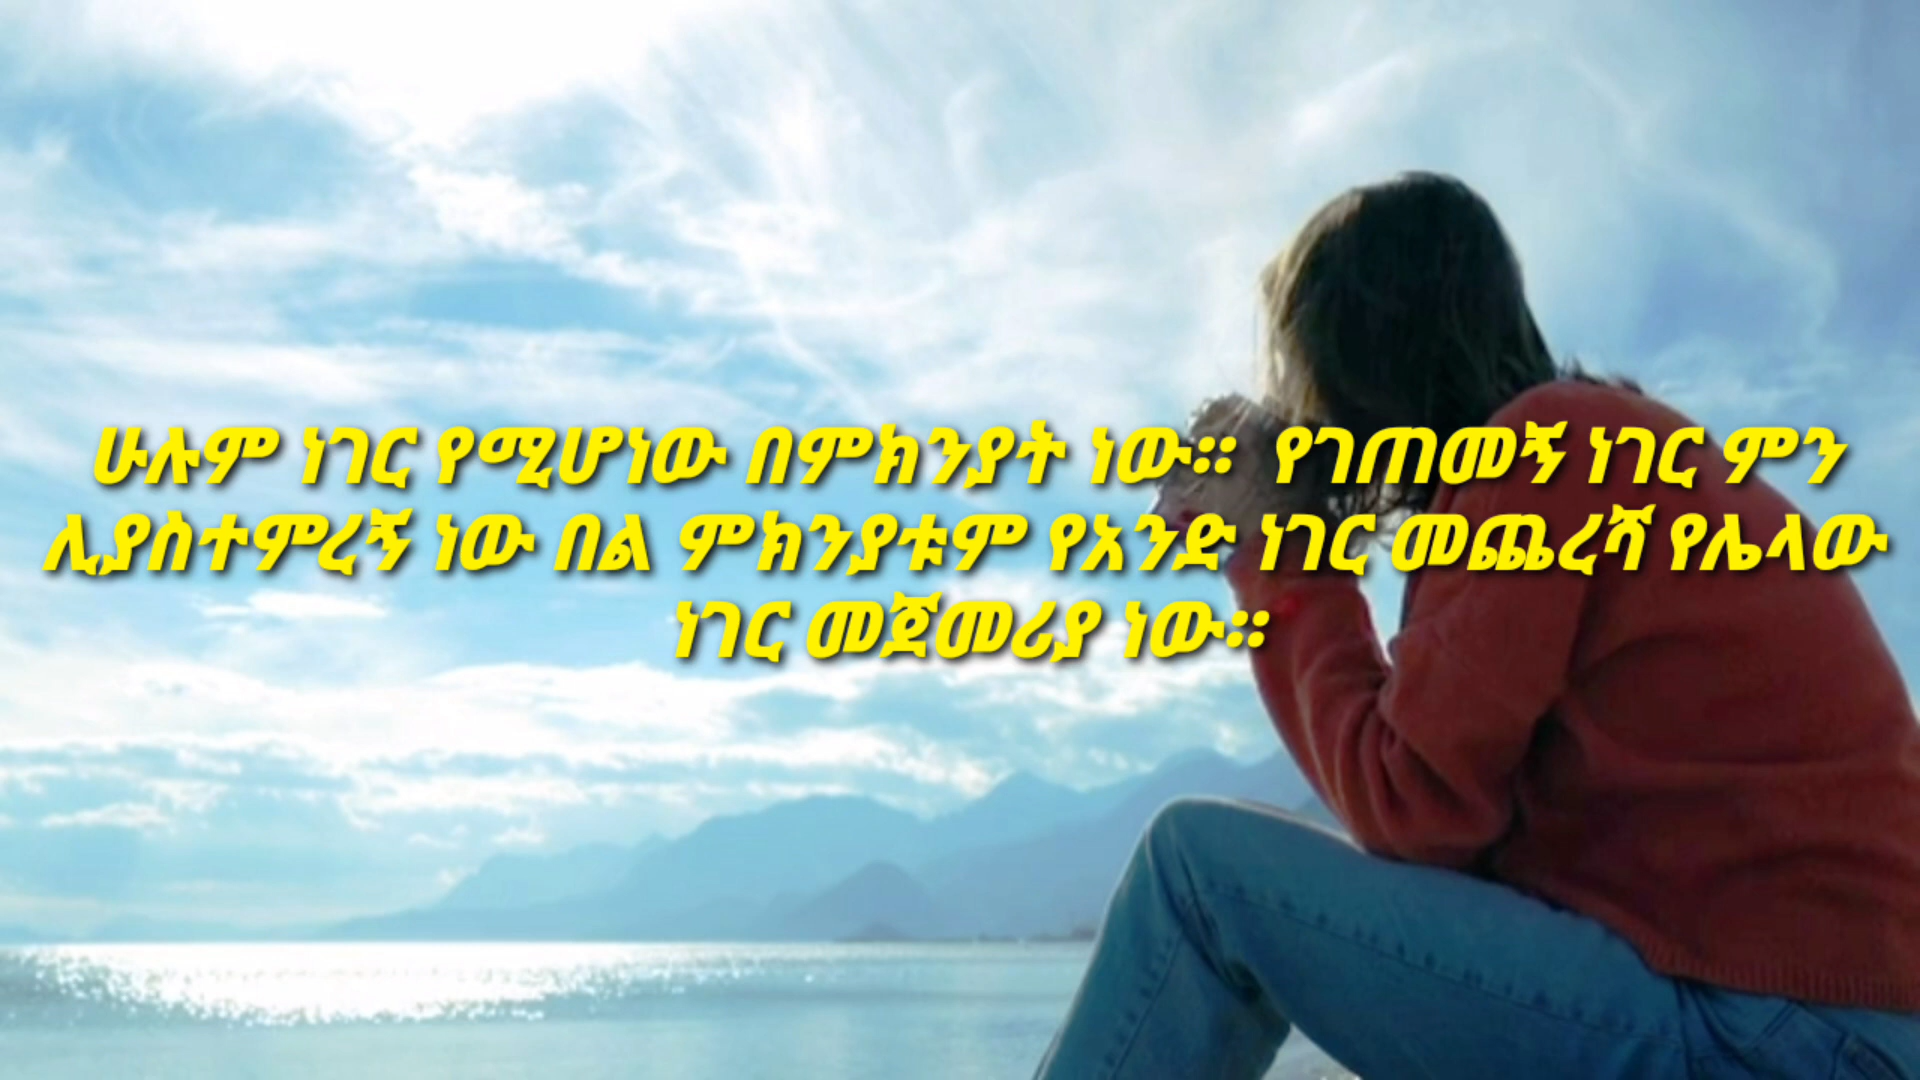 ሁሉም ነገር የሚሆነው በምክንያት ነው። የገጠመኝ ነገር ምን
ሊያስተምረኝ ነው በል ምክንያቱም የአንድ ነገር መጨረሻ የሌላው
ነገር መጀመሪያ ነው።